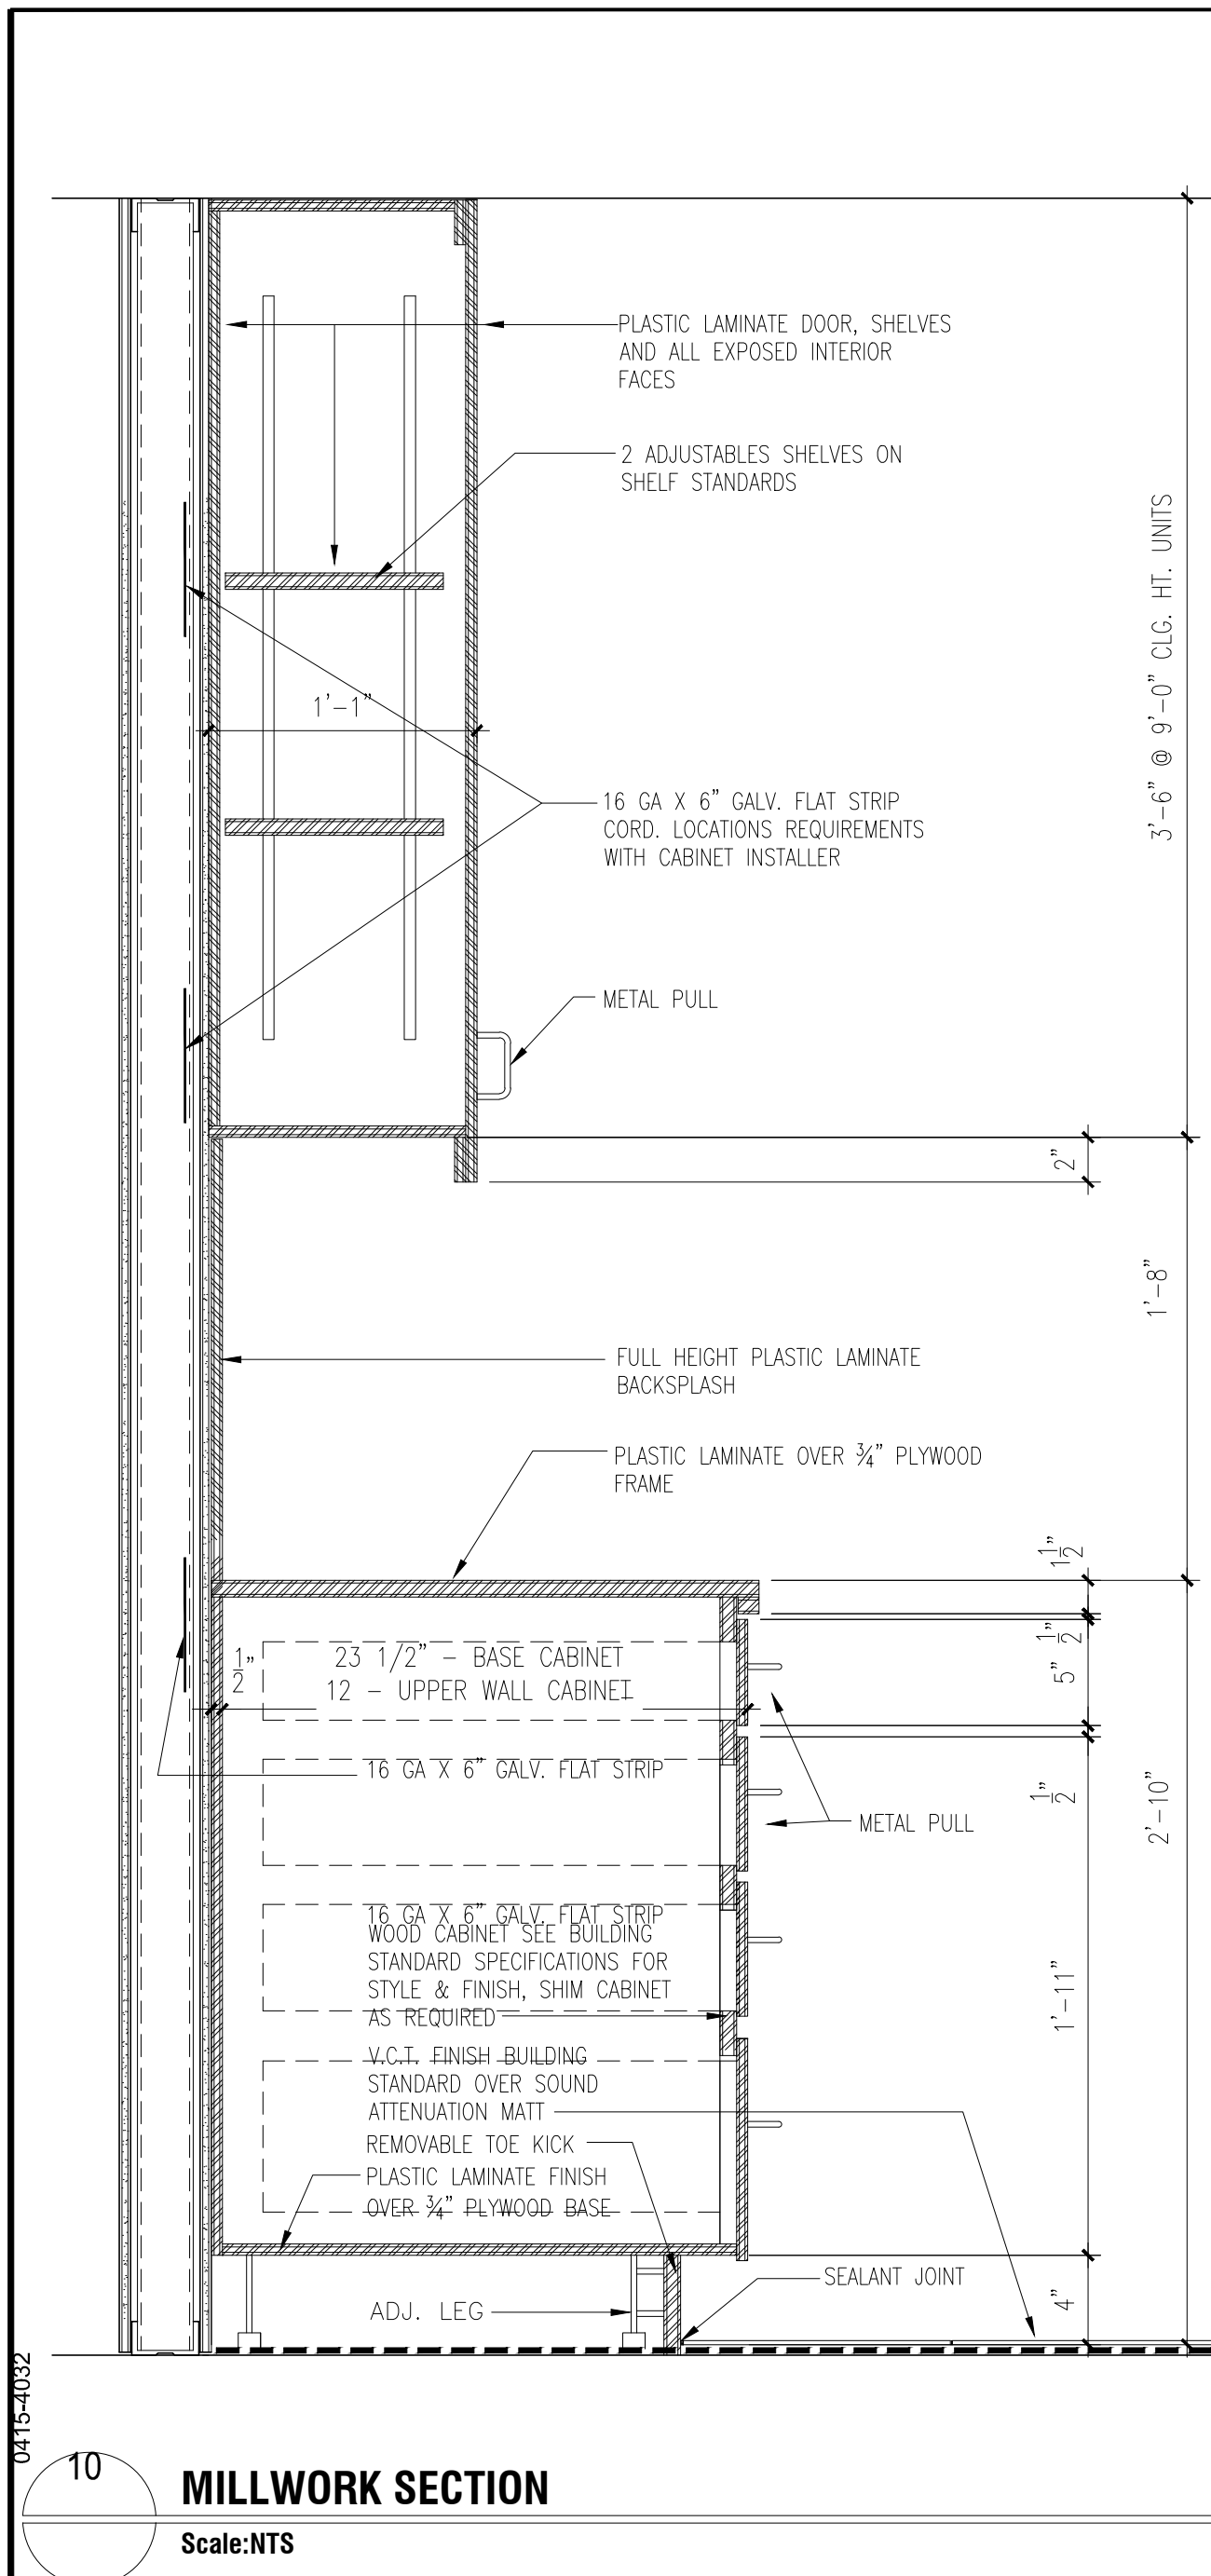 PLASTIC LAMINATE DOOR, SHELVES
AND ALL EXPOSED INTERIOR
FACES
2 ADJUSTABLES SHELVES ON
SHELF STANDARDS
3'-6" @ 9'-0" CLG. HT. UNITS
1'-1"
16 GA X 6" GALV. FLAT STRIP
CORD. LOCATIONS REQUIREMENTS
WITH CABINET INSTALLER
METAL PULL
2"
1'-8"
FULL HEIGHT PLASTIC LAMINATE
BACKSPLASH
PLASTIC LAMINATE OVER ¾" PLYWOOD
FRAME
1½"
½"
5"
½"
23 1/2" - BASE CABINET
12 - UPPER WALL CABINET
16 GA X 6" GALV. FLAT STRIP
½"
2'-10"
METAL PULL
16 GA X 6" GALV. FLAT STRIP
WOOD CABINET SEE BUILDING
STANDARD SPECIFICATIONS FOR
STYLE & FINISH, SHIM CABINET
AS REQUIRED
1'-11"
V.C.T. FINISH BUILDING
STANDARD OVER SOUND
ATTENUATION MATT
REMOVABLE TOE KICK
PLASTIC LAMINATE FINISH
OVER ¾" PLYWOOD BASE
SEALANT JOINT
4"
ADJ. LEG
0415-4032
10
MILLWORK SECTION
Scale:NTS